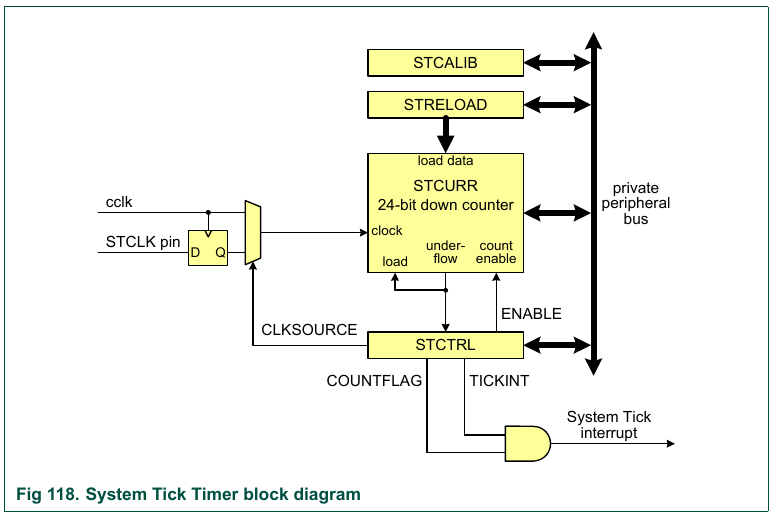 STCALIB
STRELOAD
load data
STCURR
24-bit down counter
private
peripheral
bus
cclk
clock
STCLK pin
D Q
load
under-
flow
count
enable
ENABLE
CLKSOURCE
STCTRL
COUNTFLAG
TICKINT
System Tick
interrupt
Fig 118. System Tick Timer block diagram